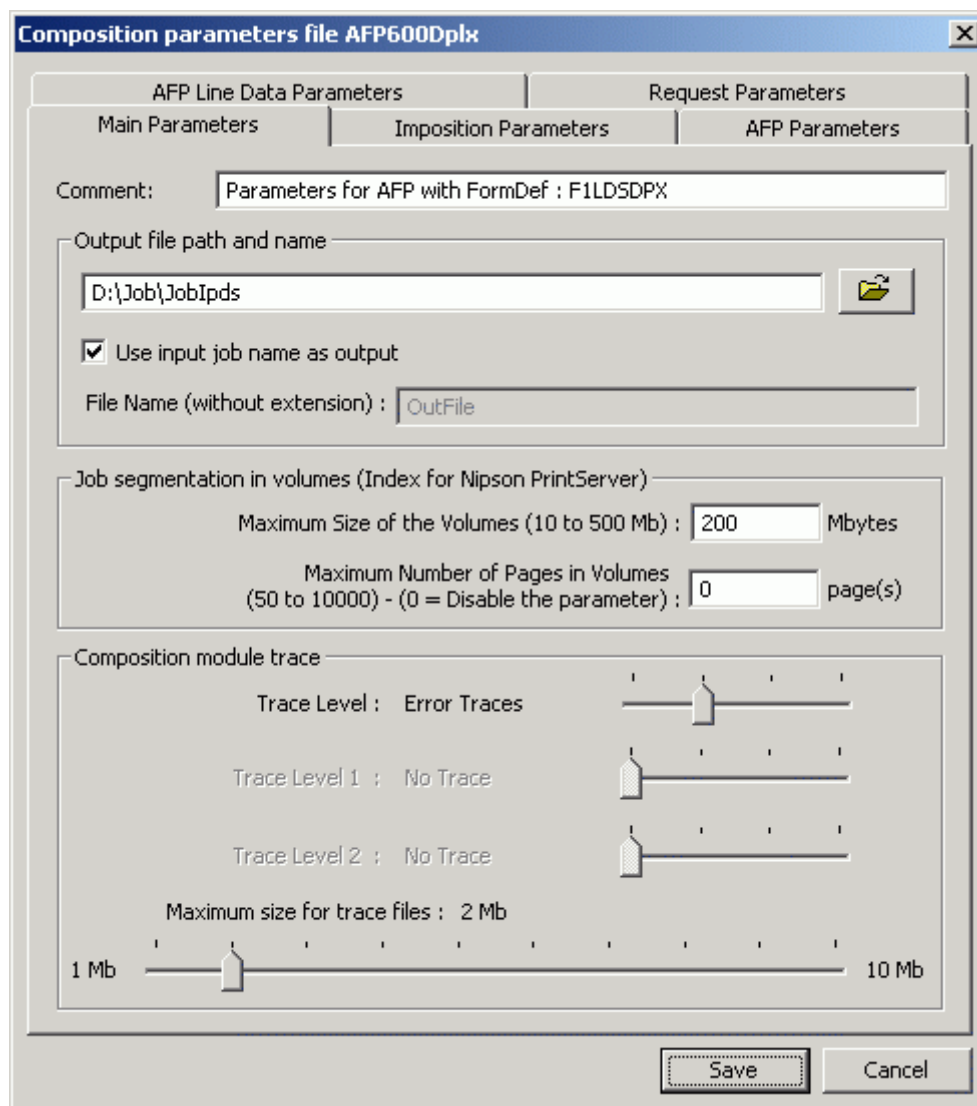 Composition parameters file AFP600Dplx
AFP Line Data Parameters
Request Parameters
Main Parameters
Imposition Parameters
AFP Parameters
Comment:
Parameters for AFP with FormDef : F1LDSDPX
Output file path and name
D:\Job\JobIpds
Use input job name as output
File Name (without extension) :
OutFile
Job segmentation in volumes (Index for Nipson PrintServer)
Maximum Size of the Volumes (10 to 500 Mb) :
200
Mbytes
Maximum Number of Pages in Volumes
(50 to 10000) - (0 = Disable the parameter) :
0
page(s)
Composition module trace
Trace Level :
Error Traces
Trace Level 1 :
No Trace
Trace Level 2 :
No Trace
Maximum size for trace files : 2 Mb
1 Mb
10 Mb
Save
Cancel